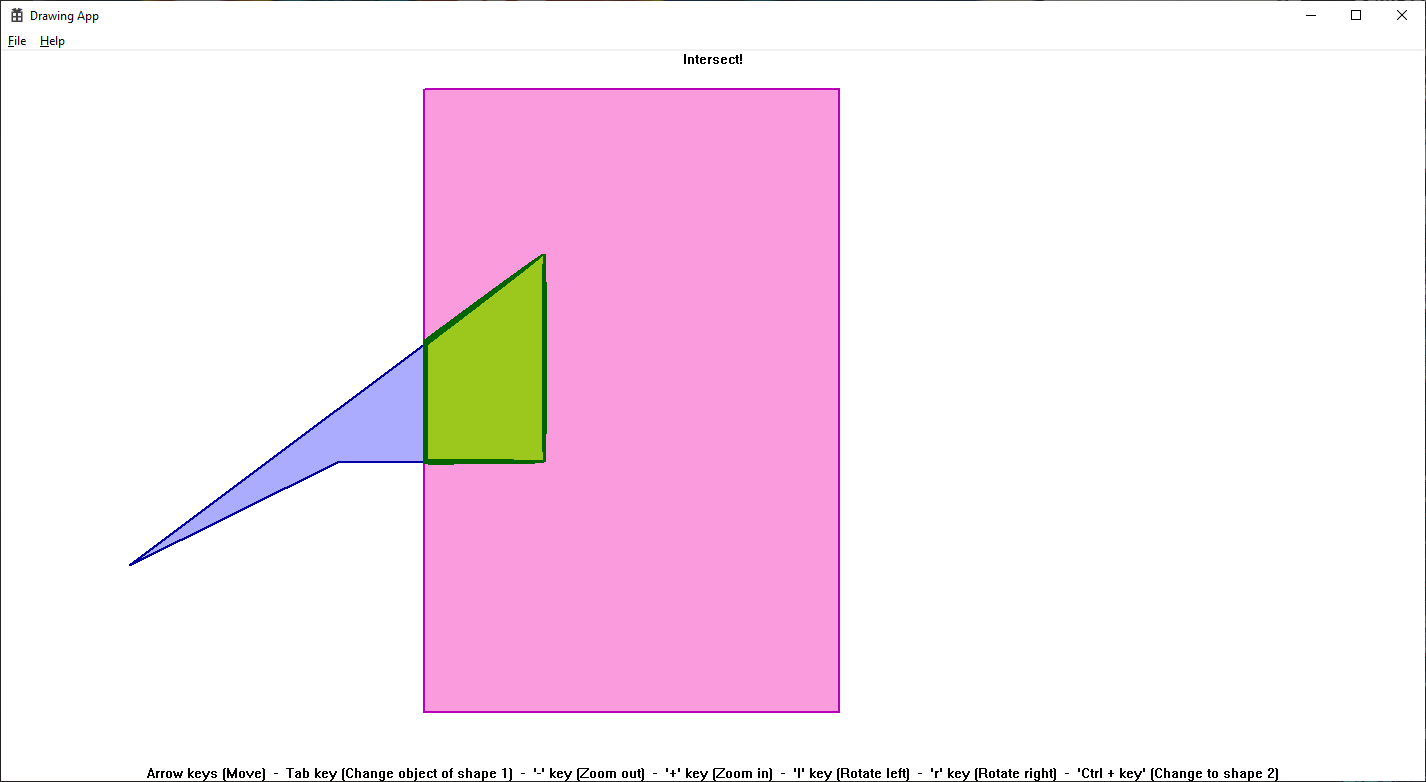 Drawing App
File Help
Intersect!
Arrow keys (Move) - Tab key (Change object of shape 1) - '-' key (Zoom out) - '+' key (Zoom in) - 'l' key (Rotate left) - 'r' key (Rotate right) - 'Ctrl + key' (Change to shape 2)